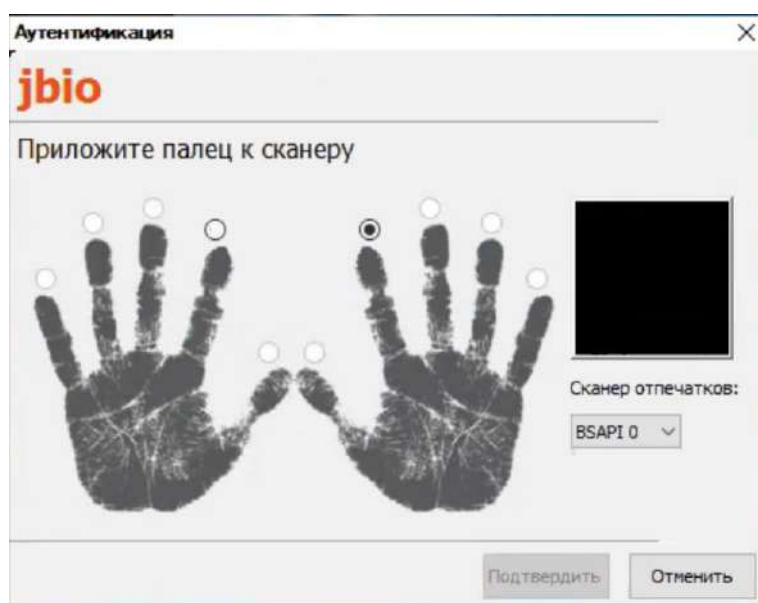 Аутентификация
jbio
Приложите палец к сканеру
Сканер отпечатков:
BSAPI 0
Подтвердить
Отменить